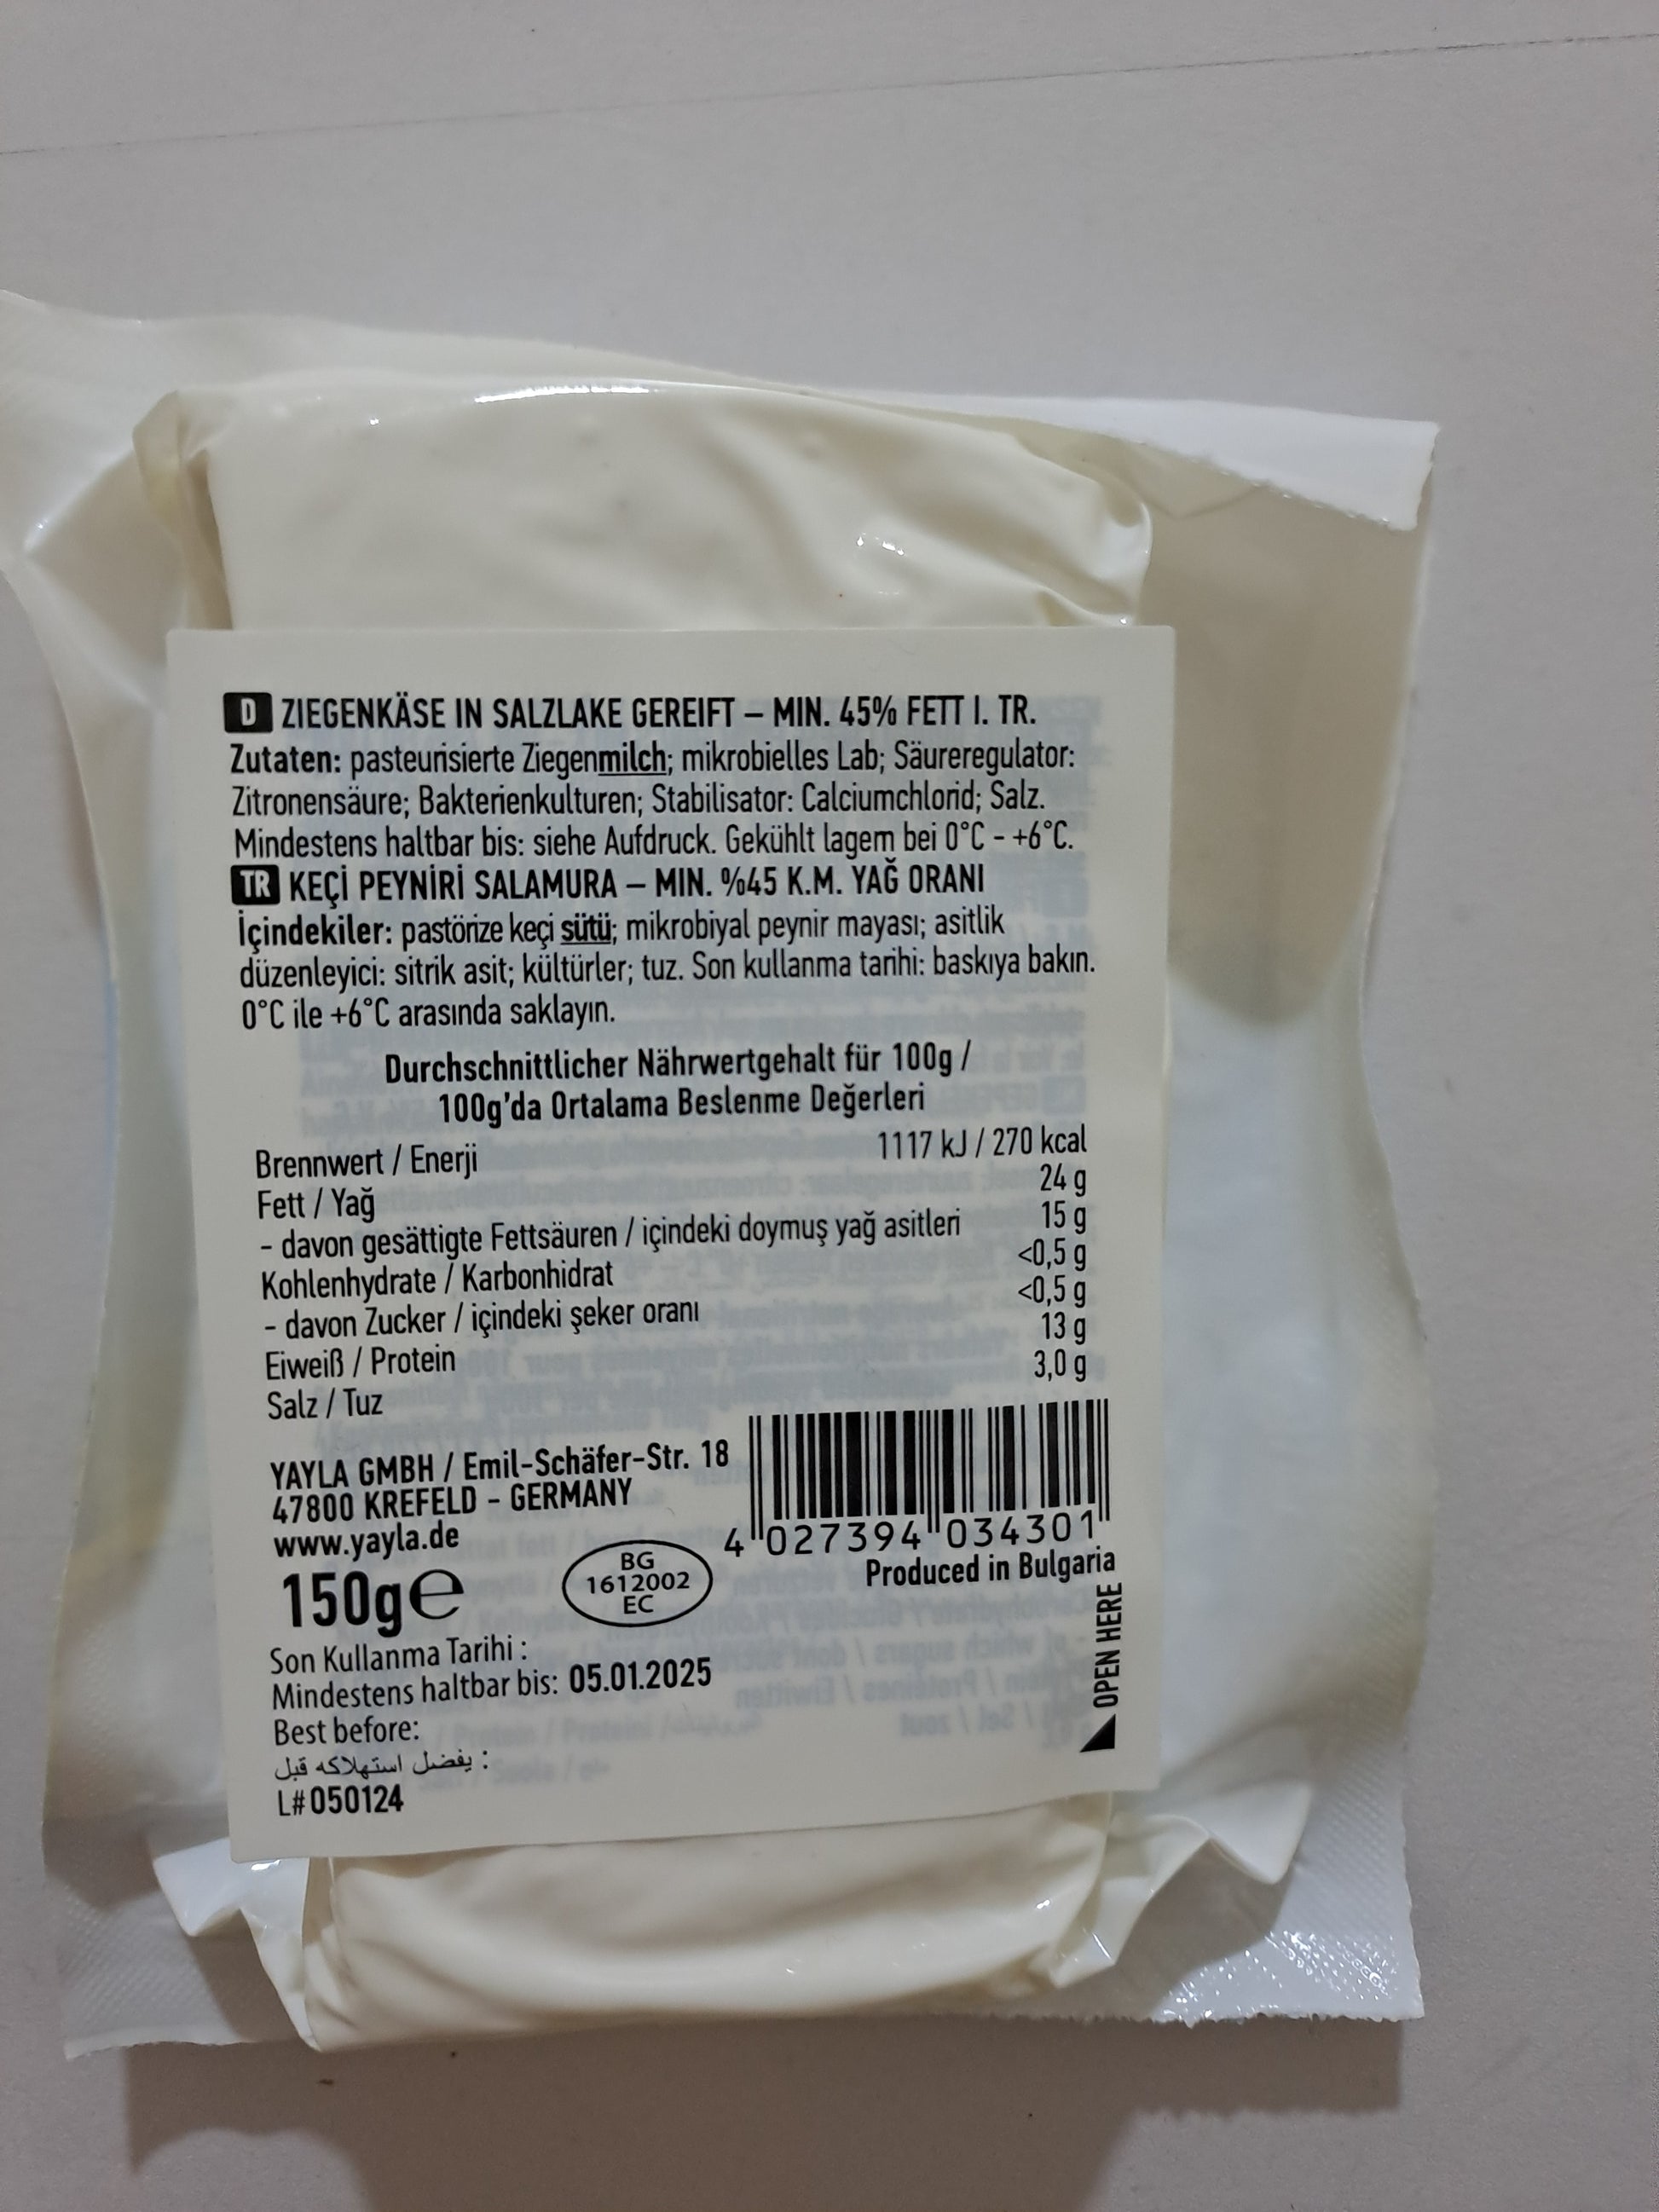 D ZIEGENKÄSE IN SALZLAKE GEREIFT – MIN. 45% FETT I. TR.
Zutaten: pasteurisierte Ziegenmilch; mikrobielles Lab; Säureregulator:
Zitronensäure; Bakterienkulturen; Stabilisator: Calciumchlorid; Salz.
Mindestens haltbar bis: siehe Aufdruck. Gekühlt lagern bei 0°C - +6°C.
TR KEÇİ PEYNİRİ SALAMURA – MIN. %45 K.M. YAĞ ORANI
İçindekiler: pastörize keçi sütü; mikrobiyal peynir mayası; asitlik
düzenleyici: sitrik asit; kültürler; tuz. Son kullanma tarihi: baskıya bakın.
0°C ile +6°C arasında saklayın.
Durchschnittlicher Nährwertgehalt für 100g /
100g'da Ortalama Beslenme Değerleri
Brennwert / Enerji 1117 kJ / 270 kcal
Fett / Yağ 24 g
- davon gesättigte Fettsäuren / içindeki doymuş yağ asitleri 15 g
Kohlenhydrate / Karbonhidrat <0,5 g
- davon Zucker / içindeki şeker oranı <0,5 g
Eiweiß / Protein 13 g
Salz / Tuz 3,0 g
YAYLA GMBH / Emil-Schäfer-Str. 18
47800 KREFELD - GERMANY
www.yayla.de
4 027394 034301
Produced in Bulgaria
150g℮
BG
1612002
EC
OPEN HERE
Son Kullanma Tarihi :
Mindestens haltbar bis: 05.01.2025
Best before:
يفضل استهلاكه قبل :
L#050124